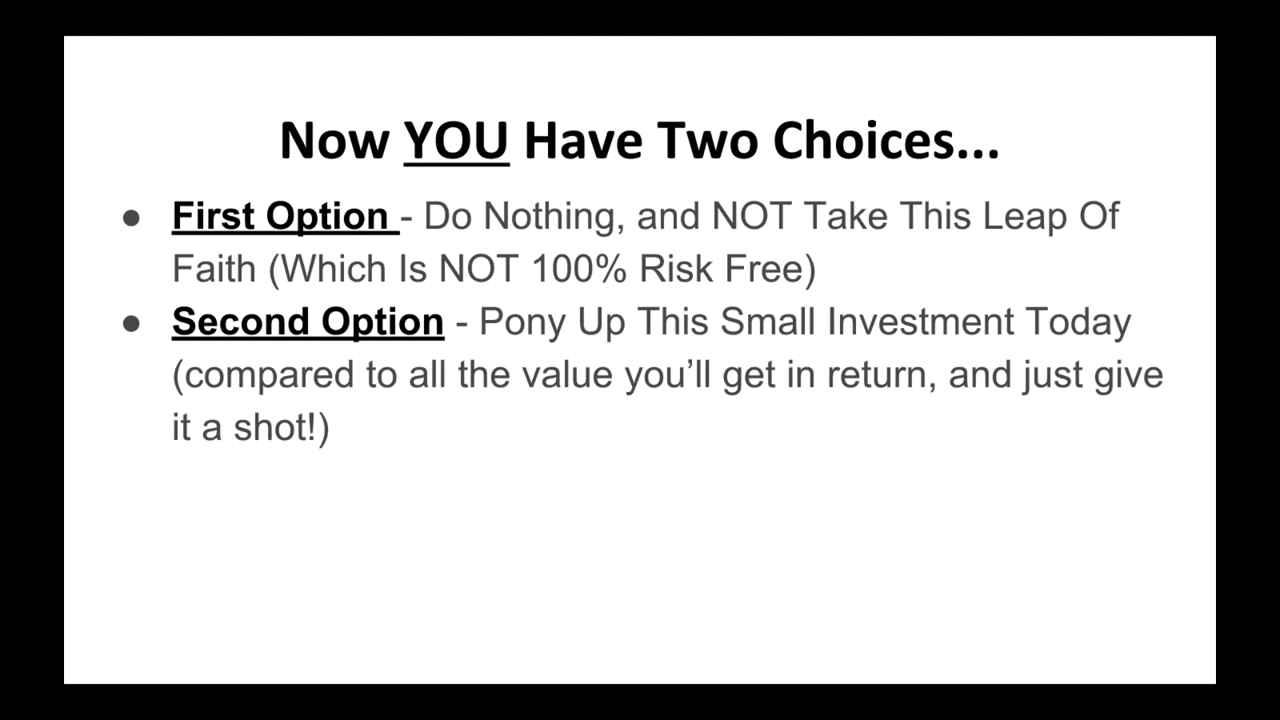 Now YOU Have Two Choices...
● First Option - Do Nothing, and NOT Take This Leap Of
Faith (Which Is NOT 100% Risk Free)
● Second Option - Pony Up This Small Investment Today
(compared to all the value you’ll get in return, and just give
it a shot!)